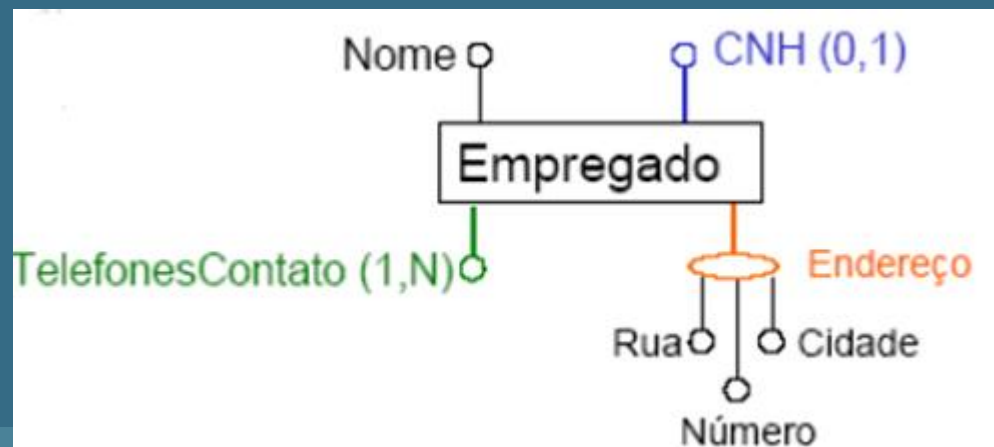 Nome
CNH (0,1)
Empregado
TelefonesContato (1,N)
Endereço
Rua
Cidade
Número